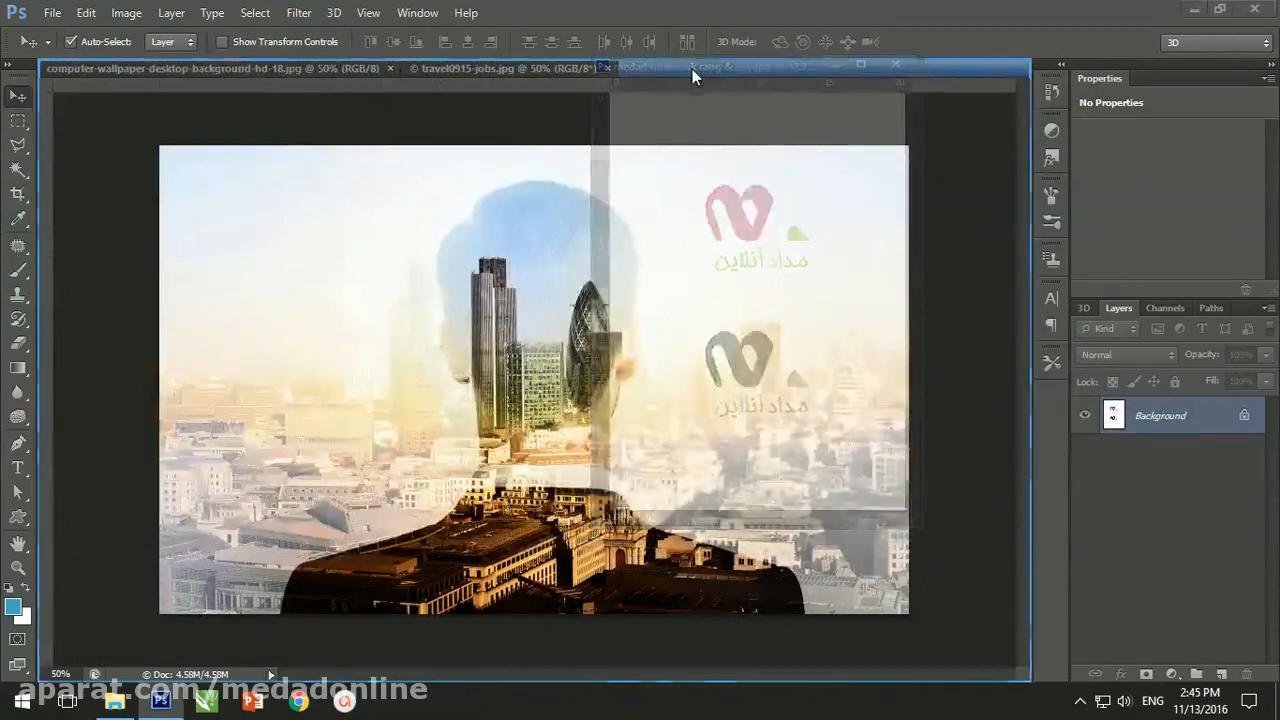 Ps File Edit Image Layer Type Select Filter 3D View Window Help
Auto-Select: Layer Show Transform Controls 3D Mode: 3D
computer-wallpaper-desktop-background-hd-18.jpg @ 50% (RGB/8) × © travel0915-jobs.jpg @ 50% (RGB/8*) ×
Properties
No Properties
مداد آنلاین
مداد آنلاین
3D Layers Channels Paths
Kind
Normal Opacity: 100%
Lock: Fill: 100%
Background
50% © Doc: 4.58M/4.58M
aparat.com/medadonline
ENG 2:45 PM
11/13/2016